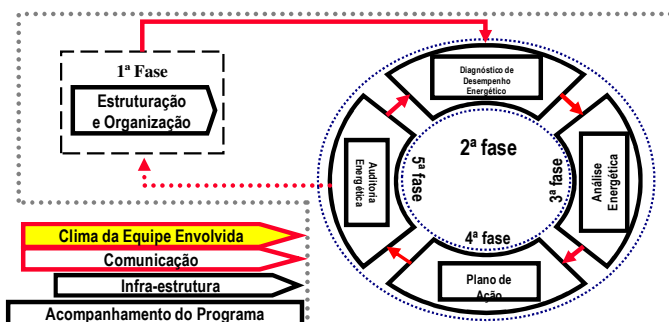 1ª Fase
Estruturação
e Organização
Diagnóstico de
Desempenho
Energético
2ª fase
Análise
Energética
3ª fase
4ª fase
Plano de
Ação
5ª fase
Auditoria
Energética
Clima da Equipe Envolvida
Comunicação
Infra-estrutura
Acompanhamento do Programa